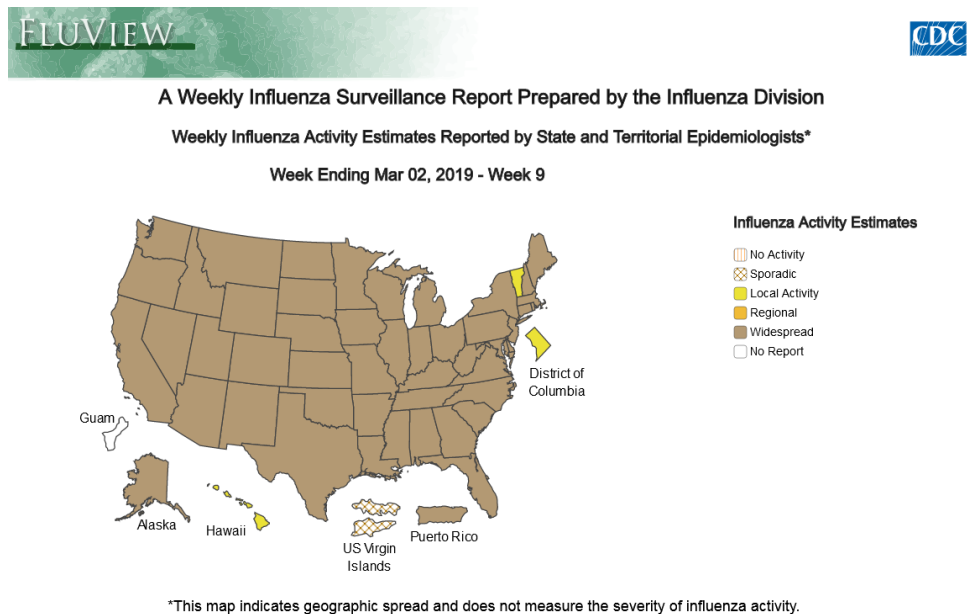 FLUVIEW
CDC
A Weekly Influenza Surveillance Report Prepared by the Influenza Division
Weekly Influenza Activity Estimates Reported by State and Territorial Epidemiologists*
Week Ending Mar 02, 2019 - Week 9
Influenza Activity Estimates
No Activity
Sporadic
Local Activity
Regional
Widespread
No Report
District of
Columbia
Guam
Alaska
Hawaii
US Virgin
Islands
Puerto Rico
*This map indicates geographic spread and does not measure the severity of influenza activity.